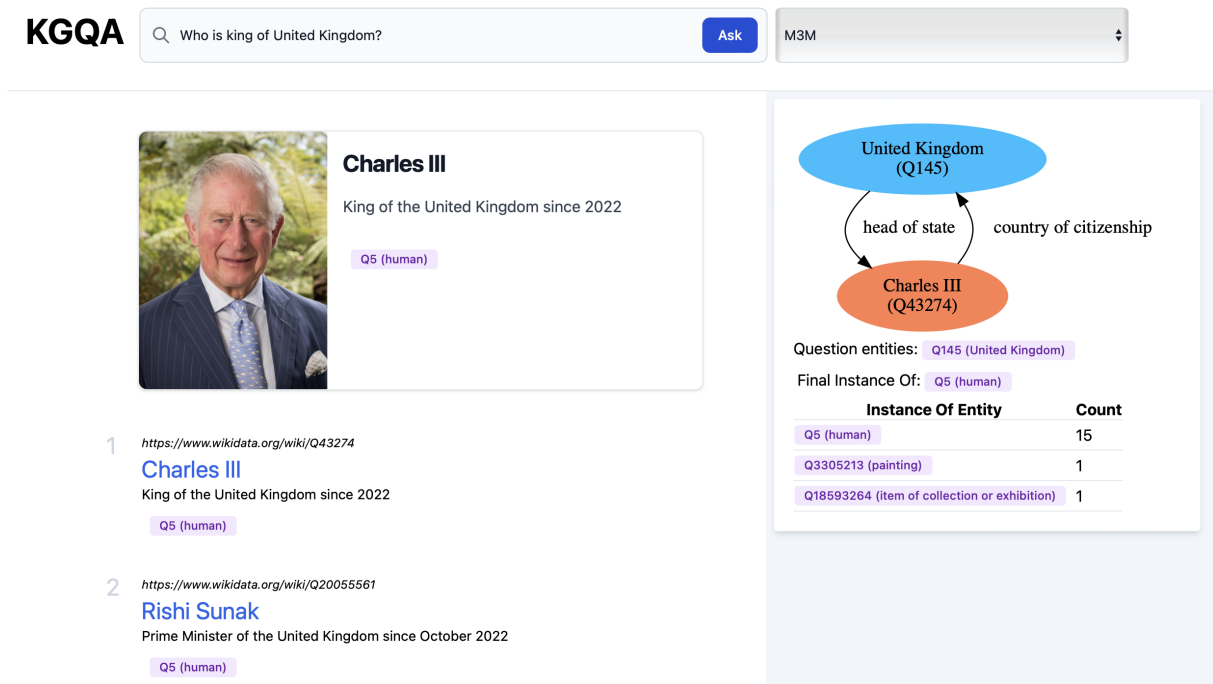 KGQA
Who is king of United Kingdom?
Ask
M3M
Charles III
King of the United Kingdom since 2022
Q5 (human)
1
https://www.wikidata.org/wiki/Q43274
Charles III
King of the United Kingdom since 2022
Q5 (human)
2
https://www.wikidata.org/wiki/Q20055561
Rishi Sunak
Prime Minister of the United Kingdom since October 2022
Q5 (human)
United Kingdom
(Q145)
head of state
country of citizenship
Charles III
(Q43274)
Question entities: Q145 (United Kingdom)
Final Instance Of: Q5 (human)
Instance Of Entity Count
Q5 (human) 15
Q3305213 (painting) 1
Q18593264 (item of collection or exhibition) 1